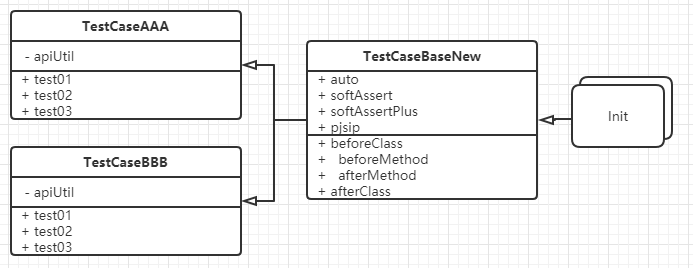 TestCaseAAA
- apiUtil
+ test01
+ test02
+ test03
TestCaseBBB
- apiUtil
+ test01
+ test02
+ test03
TestCaseBaseNew
+ auto
+ softAssert
+ softAssertPlus
+ pjsip
+ beforeClass
+ beforeMethod
+ afterMethod
+ afterClass
Init